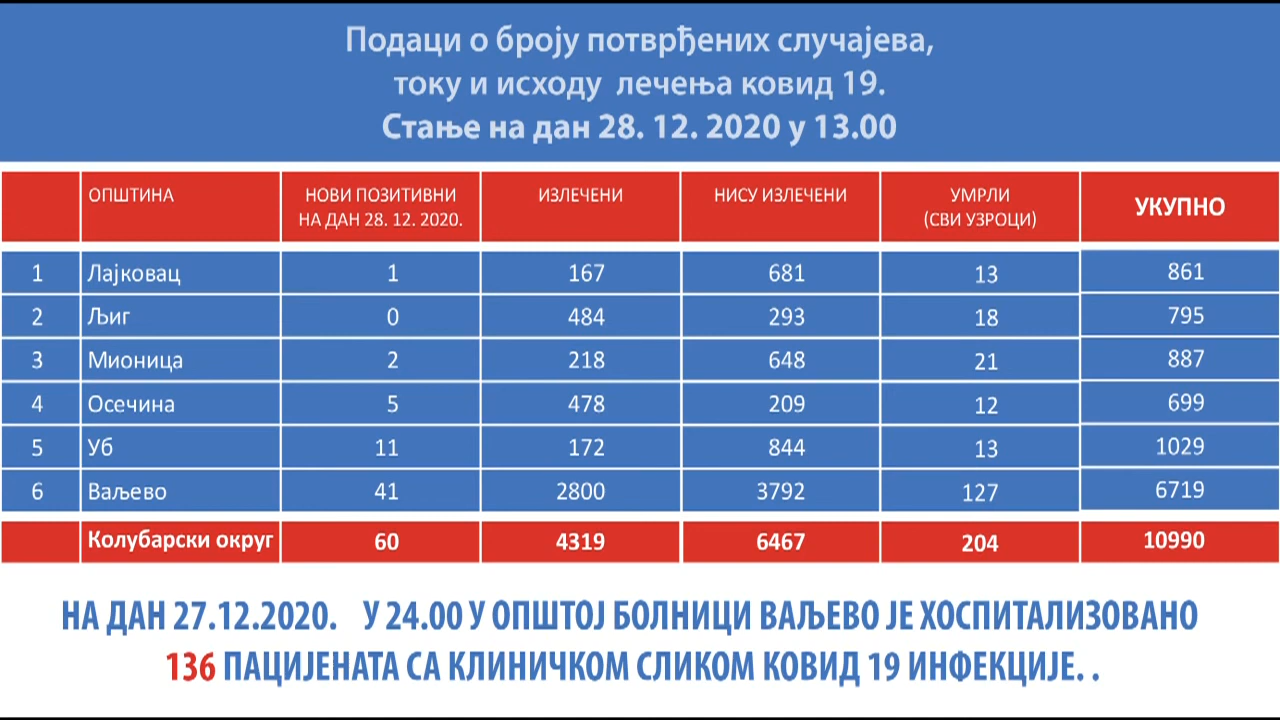 Подаци о броју потврђених случајева,
току и исходу лечења ковид 19.
Стање на дан 28. 12. 2020 у 13.00
ОПШТИНА НОВИ ПОЗИТИВНИ НА ДАН 28. 12. 2020. ИЗЛЕЧЕНИ НИСУ ИЗЛЕЧЕНИ УМРЛИ (СВИ УЗРОЦИ) УКУПНО
1 Лајковац 1 167 681 13 861
2 Љиг 0 484 293 18 795
3 Мионица 2 218 648 21 887
4 Осечина 5 478 209 12 699
5 Уб 11 172 844 13 1029
6 Ваљево 41 2800 3792 127 6719
Колубарски округ 60 4319 6467 204 10990
НА ДАН 27.12.2020. У 24.00 У ОПШТОЈ БОЛНИЦИ ВАЉЕВО ЈЕ ХОСПИТАЛИЗОВАНО
136 ПАЦИЈЕНАТА СА КЛИНИЧКОМ СЛИКОМ КОВИД 19 ИНФЕКЦИЈЕ. .